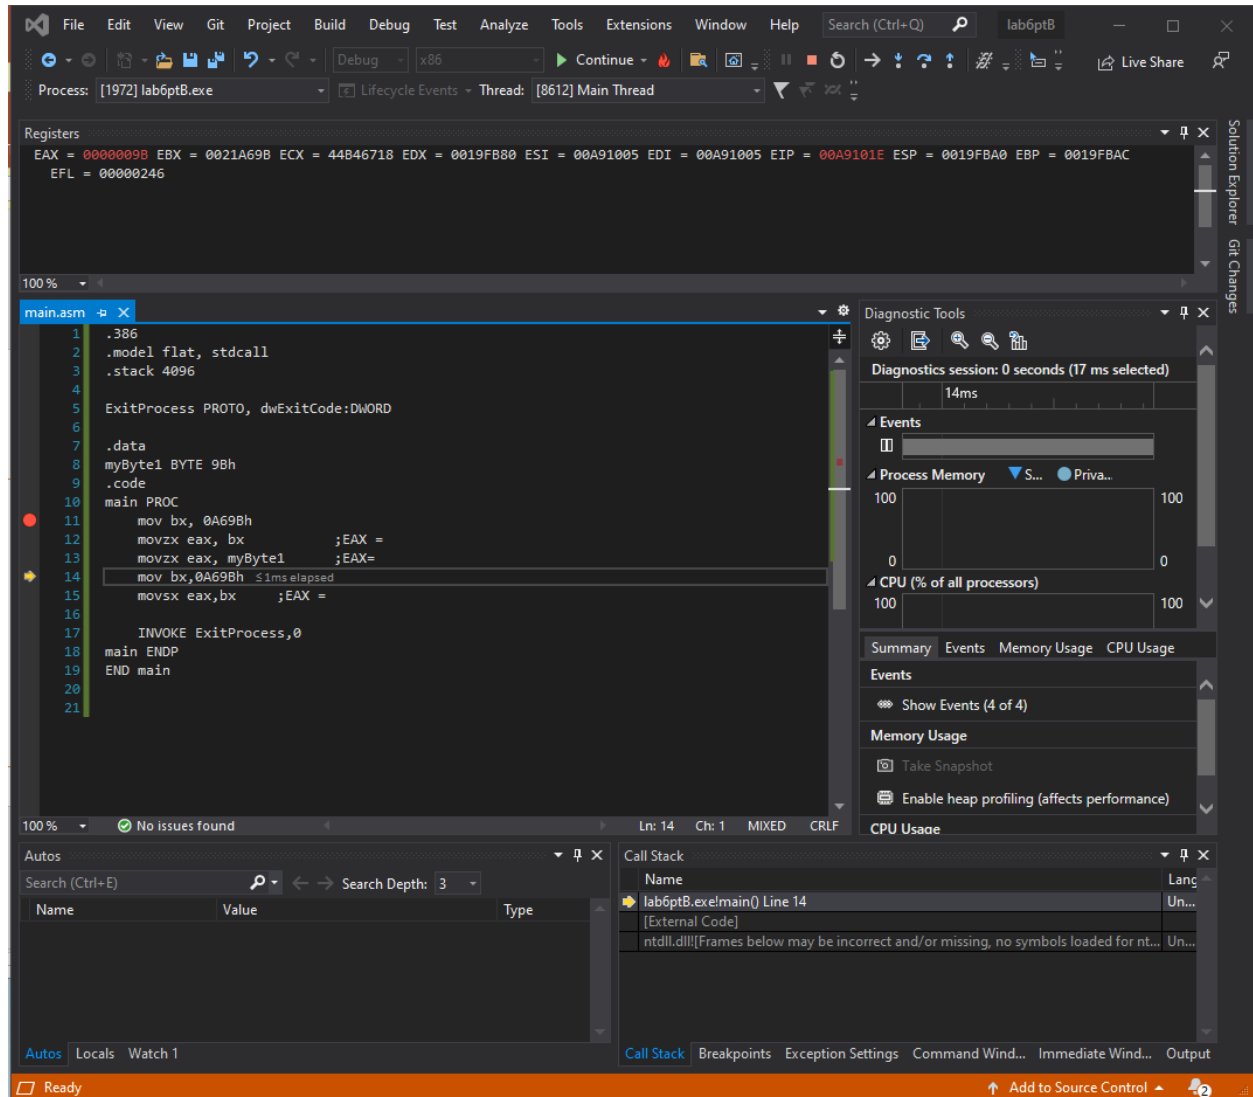 File Edit View Git Project Build Debug Test Analyze Tools Extensions Window Help Search (Ctrl+Q) lab6ptB
Debug x86 Continue Live Share
Process: [1972] lab6ptB.exe Lifecycle Events Thread: [8612] Main Thread
Registers
EAX = 0000009B EBX = 0021A69B ECX = 44B46718 EDX = 0019FB80 ESI = 00A91005 EDI = 00A91005 EIP = 00A9101E ESP = 0019FBA0 EBP = 0019FBAC
EFL = 00000246
100 %
Solution Explorer
Git Changes
main.asm
1 .386
2 .model flat, stdcall
3 .stack 4096
4
5 ExitProcess PROTO, dwExitCode:DWORD
6
7 .data
8 myByte1 BYTE 9Bh
9 .code
10 main PROC
11 mov bx, 0A69Bh
12 movzx eax, bx ;EAX =
13 movzx eax, myByte1 ;EAX=
14 mov bx,0A69Bh ≤1ms elapsed
15 movsx eax,bx ;EAX =
16
17 INVOKE ExitProcess,0
18 main ENDP
19 END main
20
21
100 % No issues found Ln: 14 Ch: 1 MIXED CRLF
Diagnostic Tools
Diagnostics session: 0 seconds (17 ms selected)
14ms
Events
Process Memory S... Priva...
100 100
0 0
CPU (% of all processors)
100 100
Summary Events Memory Usage CPU Usage
Events
Show Events (4 of 4)
Memory Usage
Take Snapshot
Enable heap profiling (affects performance)
CPU Usage
Autos
Search (Ctrl+E) Search Depth: 3
Name Value Type
Autos Locals Watch 1
Call Stack
Name Lang
lab6ptB.exe!main() Line 14 Un...
[External Code]
ntdll.dll![Frames below may be incorrect and/or missing, no symbols loaded for nt... Un...
Call Stack Breakpoints Exception Settings Command Wind... Immediate Wind... Output
Ready Add to Source Control 2